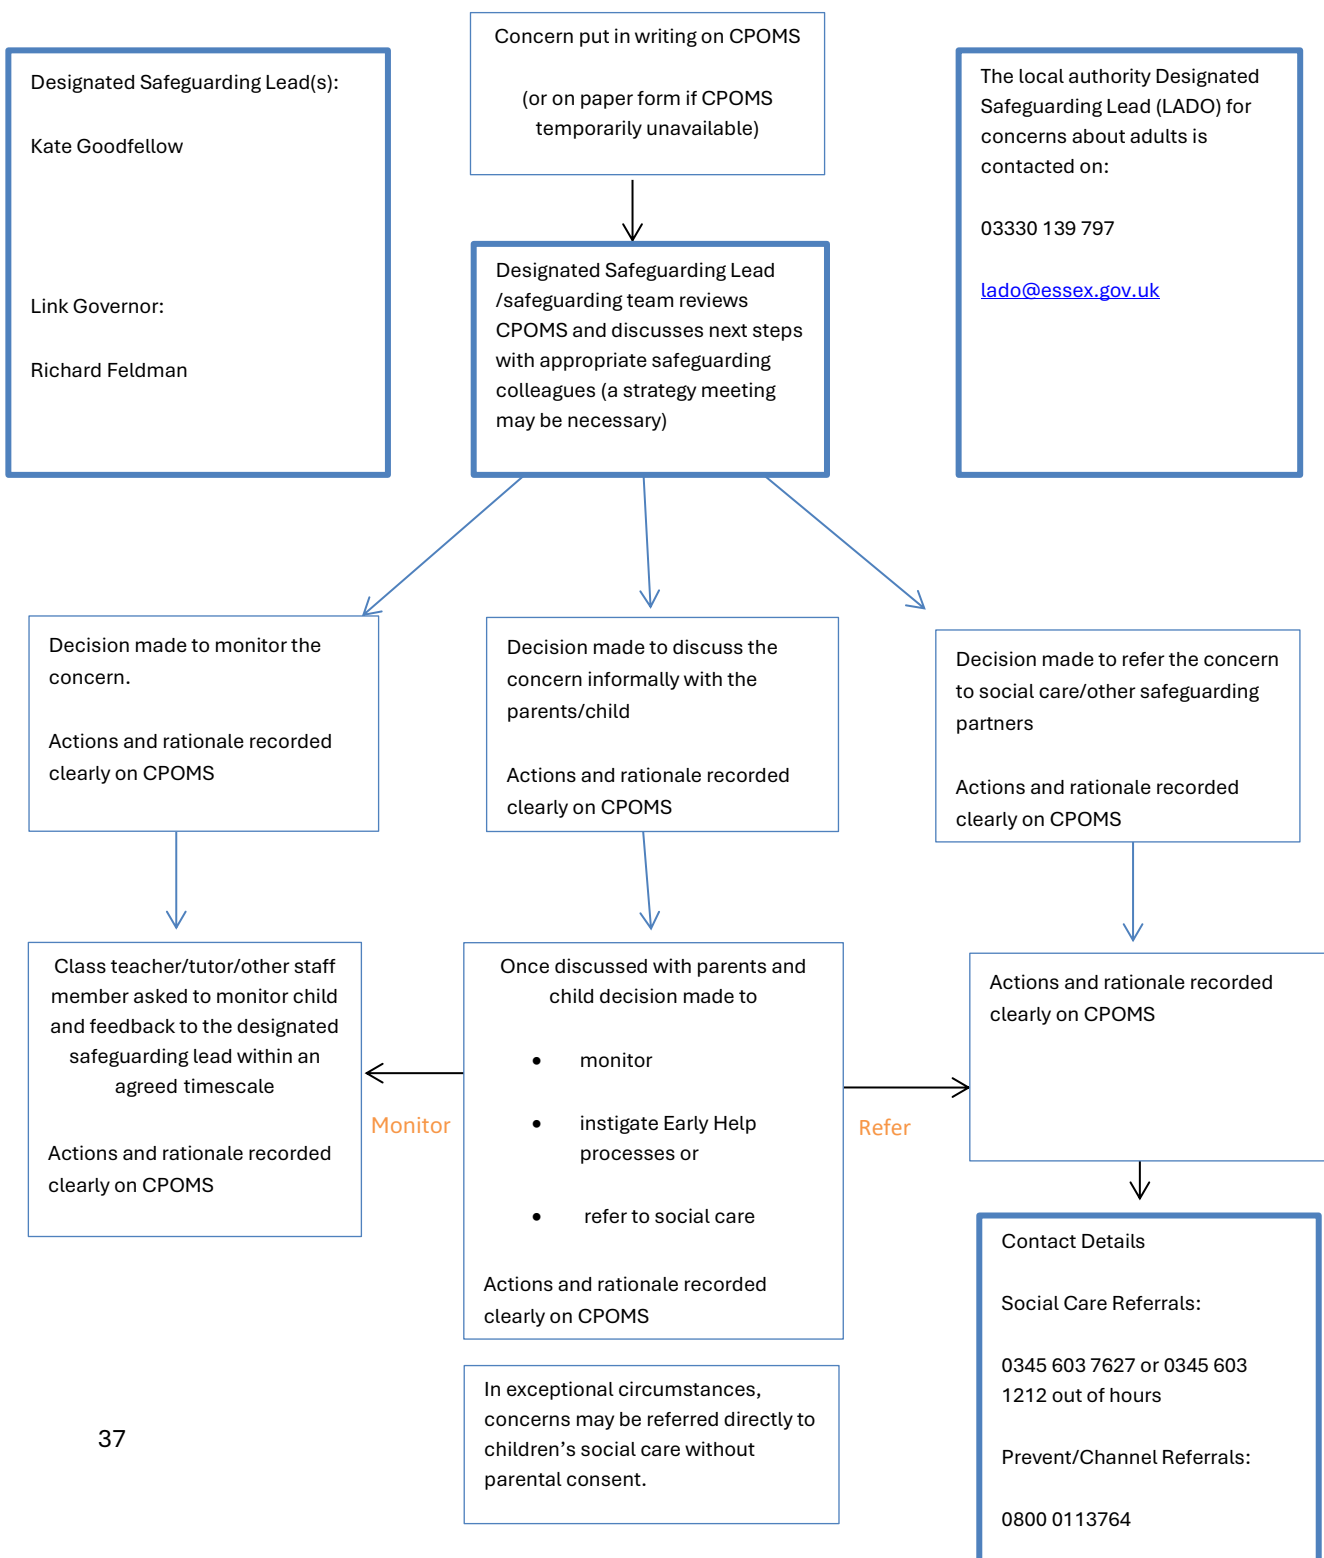 Concern put in writing on CPOMS
(or on paper form if CPOMS
temporarily unavailable)
Designated Safeguarding Lead(s):
Kate Goodfellow
Link Governor:
Richard Feldman
The local authority Designated
Safeguarding Lead (LADO) for
concerns about adults is
contacted on:
03330 139 797
lado@essex.gov.uk
Designated Safeguarding Lead
/safeguarding team reviews
CPOMS and discusses next steps
with appropriate safeguarding
colleagues (a strategy meeting
may be necessary)
Decision made to monitor the
concern.
Actions and rationale recorded
clearly on CPOMS
Decision made to discuss the
concern informally with the
parents/child
Actions and rationale recorded
clearly on CPOMS
Decision made to refer the concern
to social care/other safeguarding
partners
Actions and rationale recorded
clearly on CPOMS
Class teacher/tutor/other staff
member asked to monitor child
and feedback to the designated
safeguarding lead within an
agreed timescale
Actions and rationale recorded
clearly on CPOMS
Monitor
Once discussed with parents and
child decision made to
• monitor
• instigate Early Help
processes or
• refer to social care
Actions and rationale recorded
clearly on CPOMS
Refer
Actions and rationale recorded
clearly on CPOMS
In exceptional circumstances,
concerns may be referred directly to
children’s social care without
parental consent.
Contact Details
Social Care Referrals:
0345 603 7627 or 0345 603
1212 out of hours
Prevent/Channel Referrals:
0800 0113764
37